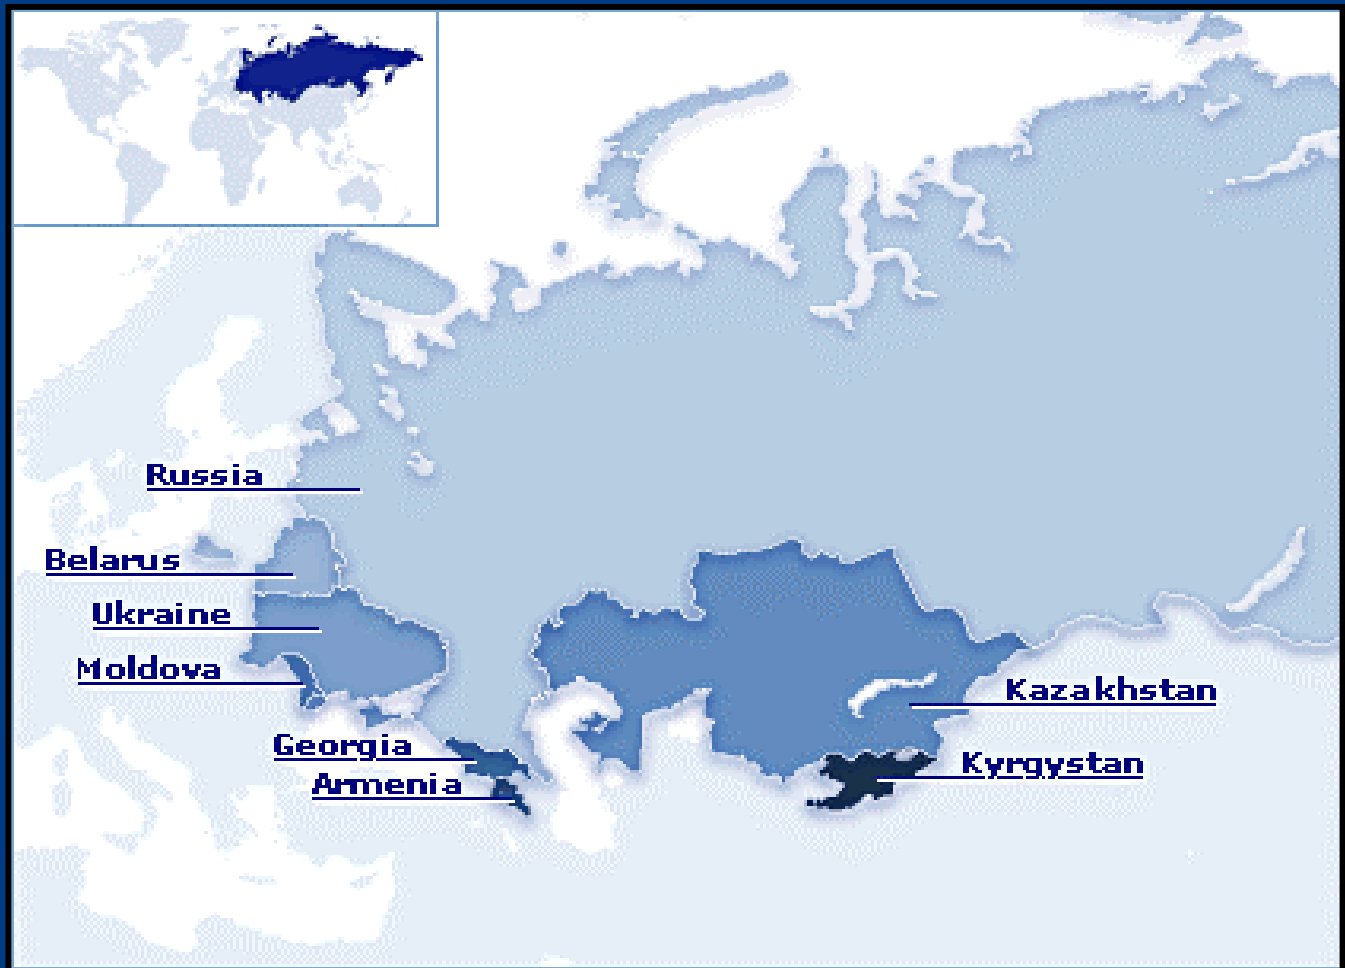 Russia
Belarus
Ukraine
Moldova
Kazakhstan
Georgia
Kyrgystan
Armenia